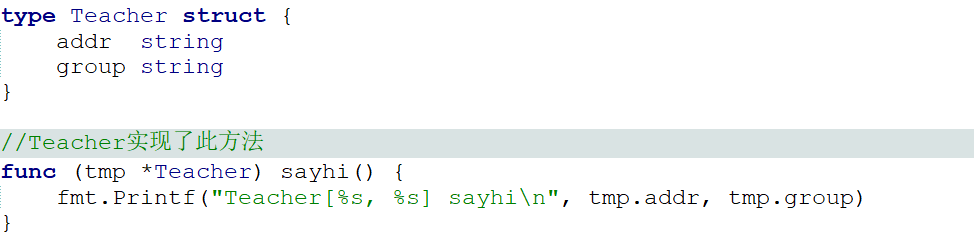 type Teacher struct {
    addr  string
    group string
}

//Teacher实现了此方法
func (tmp *Teacher) sayhi() {
    fmt.Printf("Teacher[%s, %s] sayhi\n", tmp.addr, tmp.group)
}